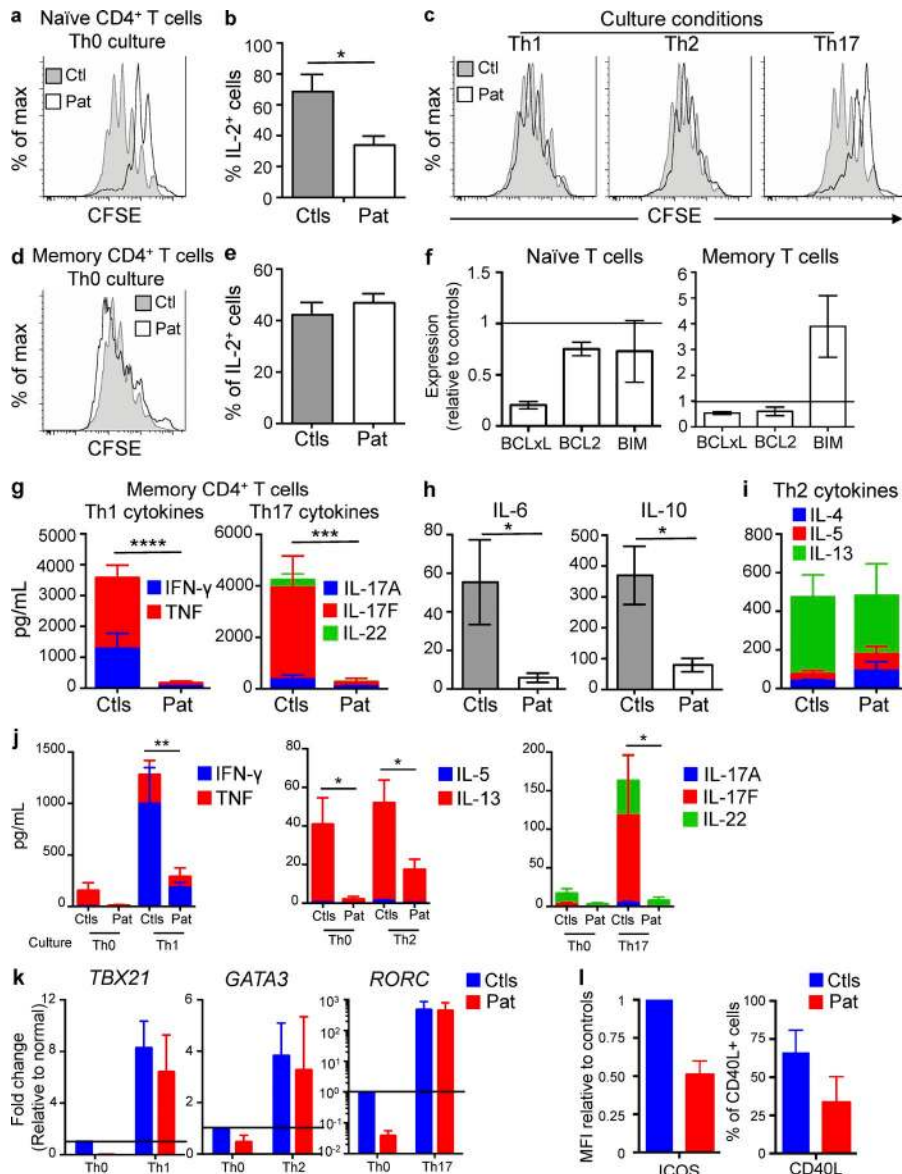 a Naïve CD4+ T cells
Th0 culture
Ctl
Pat
% of max
CFSE
b
*
% IL-2+ cells
80
60
40
20
0
Ctls Pat
c Culture conditions
Th1 Th2 Th17
Ctl
Pat
% of max
CFSE
d Memory CD4+ T cells
Th0 culture
Ctl
Pat
% of max
e
% of IL-2+ cells
60
40
20
0
Ctls Pat
f Naïve T cells Memory T cells
Expression
(relative to controls)
1.5
1
0.5
0
BCLxL BCL2 BIM
6
5
4
3
2
1
0
BCLxL BCL2 BIM
g Memory CD4+ T cells
Th1 cytokines Th17 cytokines
pg/mL
5000
4000
3000
2000
1000
0
****
IFN-γ
TNF
Ctls Pat
6000
4000
2000
0
***
IL-17A
IL-17F
IL-22
Ctls Pat
h
IL-6
*
80
60
40
20
0
Ctls Pat
IL-10
*
500
400
300
200
100
0
Ctls Pat
i Th2 cytokines
IL-4
IL-5
IL-13
800
600
400
200
0
Ctls Pat
j
pg/mL
1500
1000
500
0
**
IFN-γ
TNF
Ctls Pat Ctls Pat
Culture Th0 Th1
80
60
40
20
0
* *
IL-5
IL-13
Ctls Pat Ctls Pat
Th0 Th2
200
150
100
50
0
*
IL-17A
IL-17F
IL-22
Ctls Pat Ctls Pat
Th0 Th17
k TBX21 GATA3 RORC
Ctls
Pat
Fold change
(Relative to normal)
12
8
4
0
Th0 Th1
6
4
2
0
Th0 Th2
10³
10²
10¹
10⁰
10⁻¹
10⁻²
Th0 Th17
l
Ctls
Pat
MFI relative to controls
1
0.75
0.50
0.25
0
ICOS
% of CD40L+ cells
100
75
50
25
0
CD40L